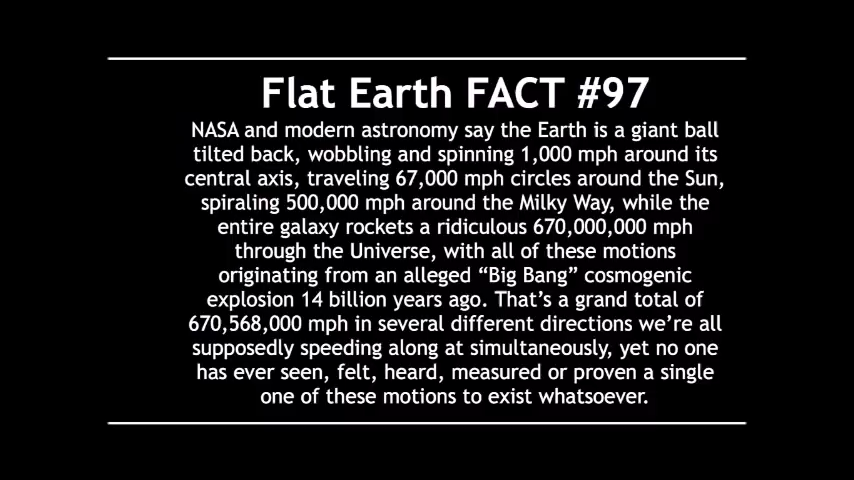 Flat Earth FACT #97
NASA and modern astronomy say the Earth is a giant ball
tilted back, wobbling and spinning 1,000 mph around its
central axis, traveling 67,000 mph circles around the Sun,
spiraling 500,000 mph around the Milky Way, while the
entire galaxy rockets a ridiculous 670,000,000 mph
through the Universe, with all of these motions
originating from an alleged “Big Bang” cosmogenic
explosion 14 billion years ago. That’s a grand total of
670,568,000 mph in several different directions we’re all
supposedly speeding along at simultaneously, yet no one
has ever seen, felt, heard, measured or proven a single
one of these motions to exist whatsoever.